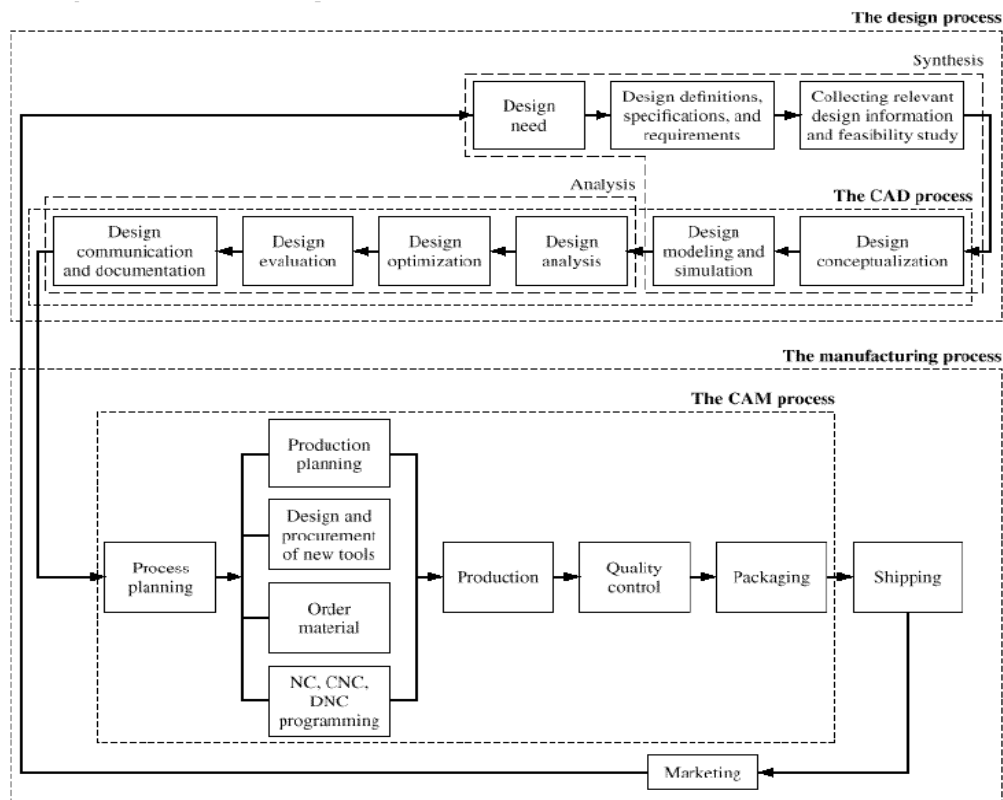 The design process
Synthesis
Design
need
Design definitions,
specifications, and
requirements
Collecting relevant
design information
and feasibility study
Analysis
The CAD process
Design
communication
and documentation
Design
evaluation
Design
optimization
Design
analysis
Design
modeling and
simulation
Design
conceptualization
The manufacturing process
The CAM process
Production
planning
Design and
procurement
of new tools
Process
planning
Order
material
NC, CNC,
DNC
programming
Production
Quality
control
Packaging
Shipping
Marketing